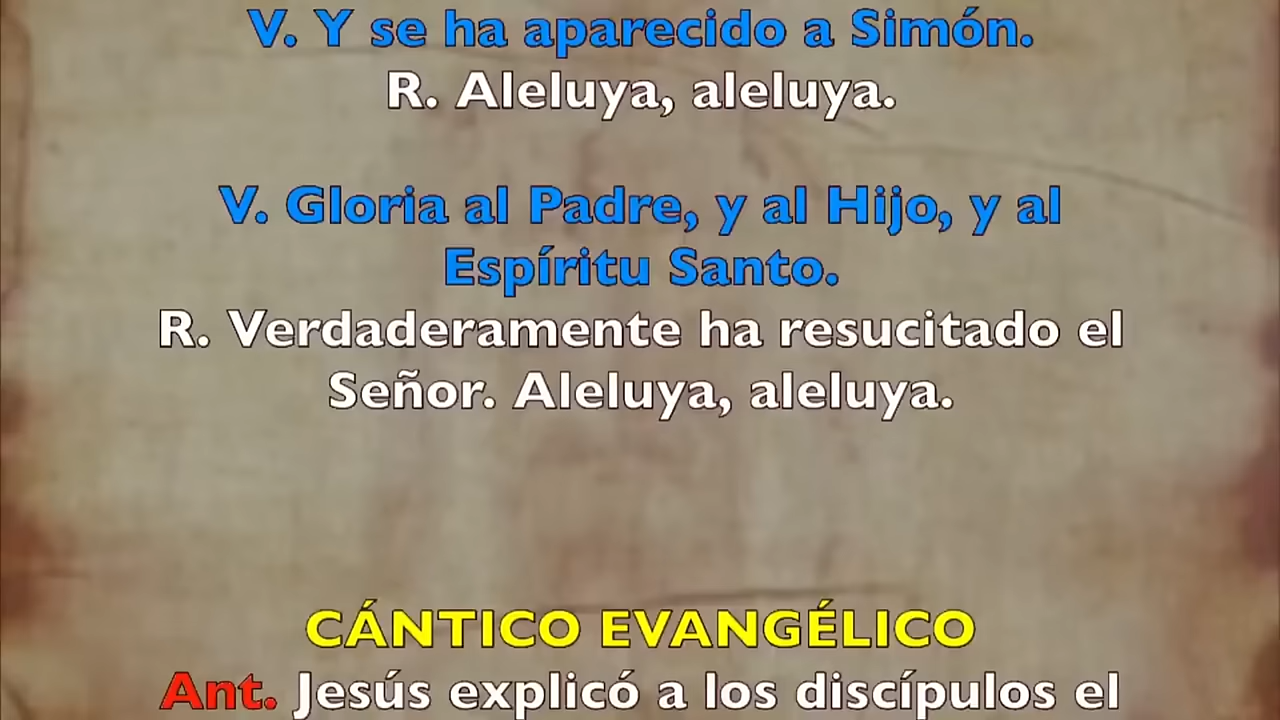 V. Y se ha aparecido a Simón.
R. Aleluya, aleluya.
V. Gloria al Padre, y al Hijo, y al
Espíritu Santo.
R. Verdaderamente ha resucitado el
Señor. Aleluya, aleluya.
CÁNTICO EVANGÉLICO
Ant. Jesús explicó a los discípulos el